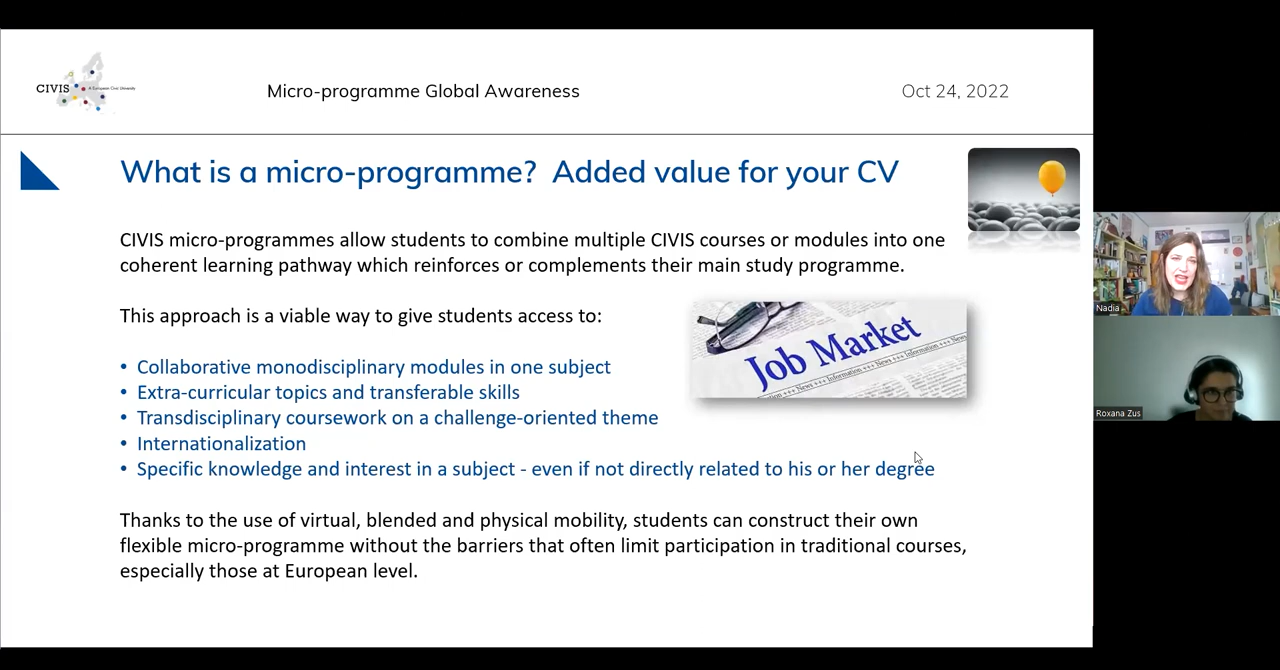 CIVIS
A European Civic University
Micro-programme Global Awareness
Oct 24, 2022
What is a micro-programme? Added value for your CV
CIVIS micro-programmes allow students to combine multiple CIVIS courses or modules into one
coherent learning pathway which reinforces or complements their main study programme.
This approach is a viable way to give students access to:
• Collaborative monodisciplinary modules in one subject
• Extra-curricular topics and transferable skills
• Transdisciplinary coursework on a challenge-oriented theme
• Internationalization
• Specific knowledge and interest in a subject - even if not directly related to his or her degree
Job Market
+++ News +++ Information +++ News +++ Information +++ News +++
Thanks to the use of virtual, blended and physical mobility, students can construct their own
flexible micro-programme without the barriers that often limit participation in traditional courses,
especially those at European level.
Nadia
Roxana Zus